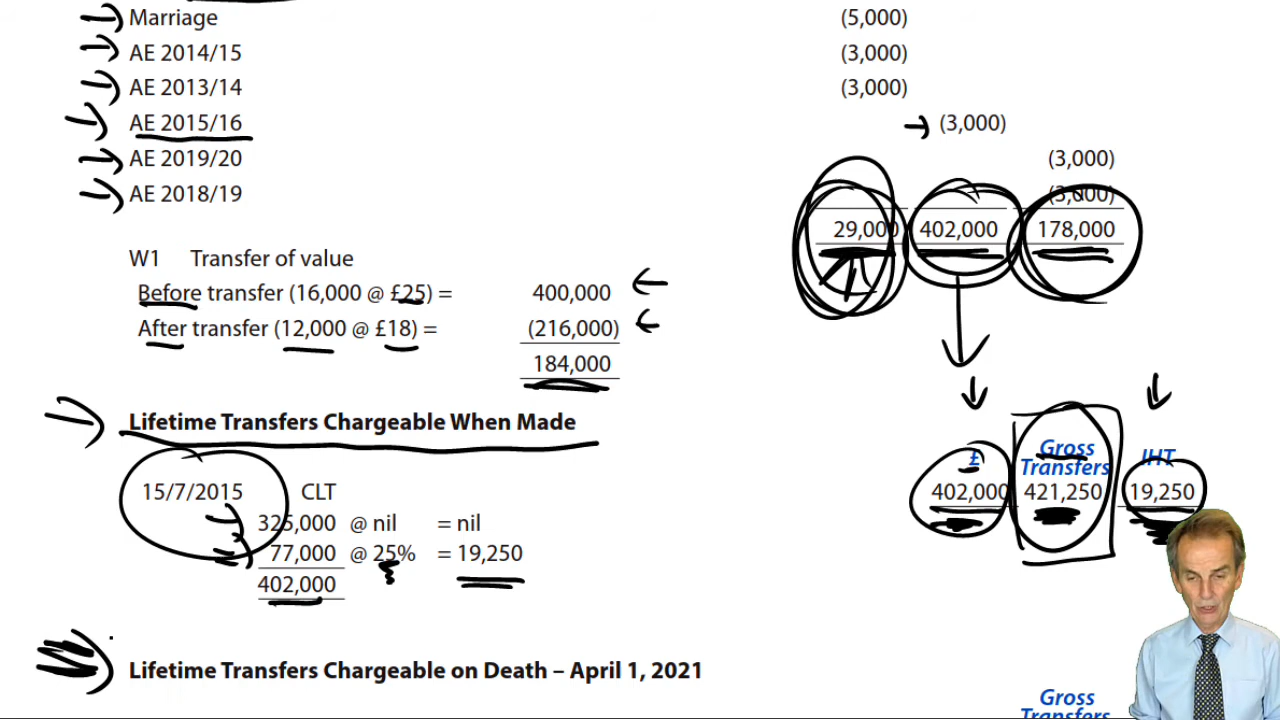 Marriage (5,000)
AE 2014/15 (3,000)
AE 2013/14 (3,000)
AE 2015/16 (3,000)
AE 2019/20 (3,000)
AE 2018/19 (3,000)
29,000 402,000 178,000
W1 Transfer of value
Before transfer (16,000 @ £25) = 400,000
After transfer (12,000 @ £18) = (216,000)
184,000
Lifetime Transfers Chargeable When Made
£ Gross Transfers IHT
15/7/2015 CLT 402,000 421,250 19,250
325,000 @ nil = nil
77,000 @ 25% = 19,250
402,000
Lifetime Transfers Chargeable on Death – April 1, 2021
Gross
Transfers